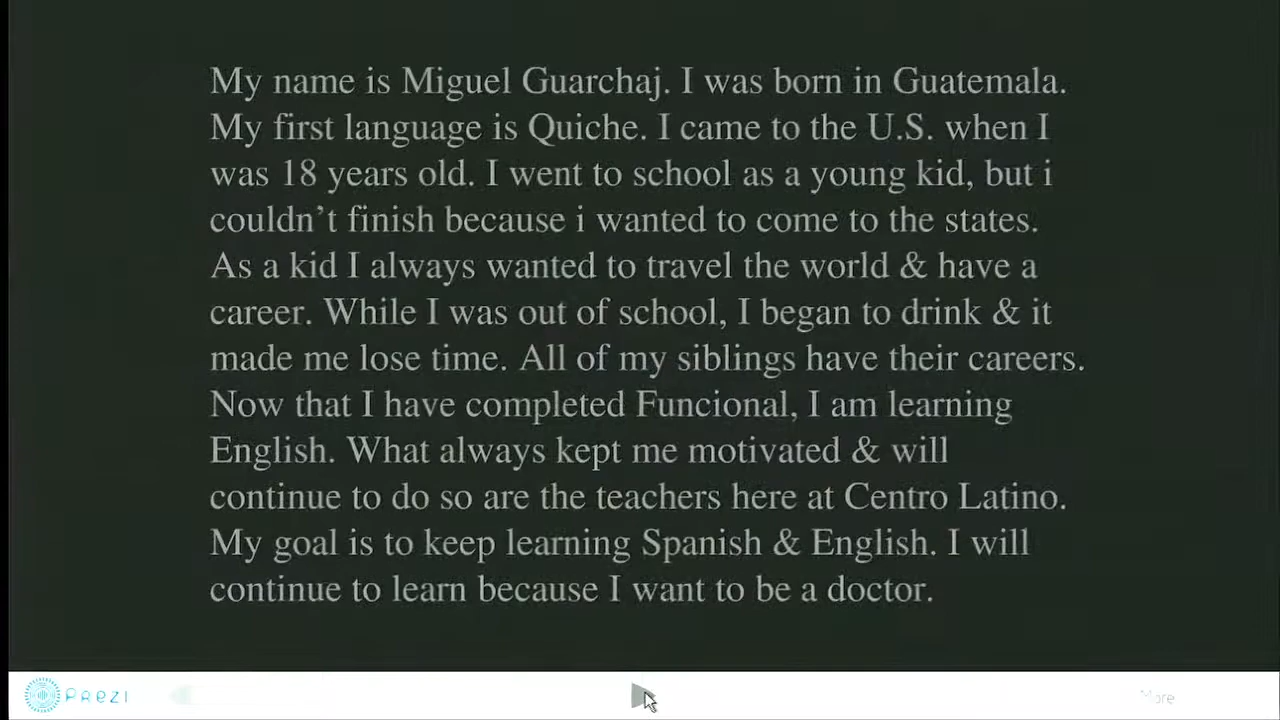 My name is Miguel Guarchaj. I was born in Guatemala.
My first language is Quiche. I came to the U.S. when I
was 18 years old. I went to school as a young kid, but i
couldn’t finish because i wanted to come to the states.
As a kid I always wanted to travel the world & have a
career. While I was out of school, I began to drink & it
made me lose time. All of my siblings have their careers.
Now that I have completed Funcional, I am learning
English. What always kept me motivated & will
continue to do so are the teachers here at Centro Latino.
My goal is to keep learning Spanish & English. I will
continue to learn because I want to be a doctor.
PREZI
More